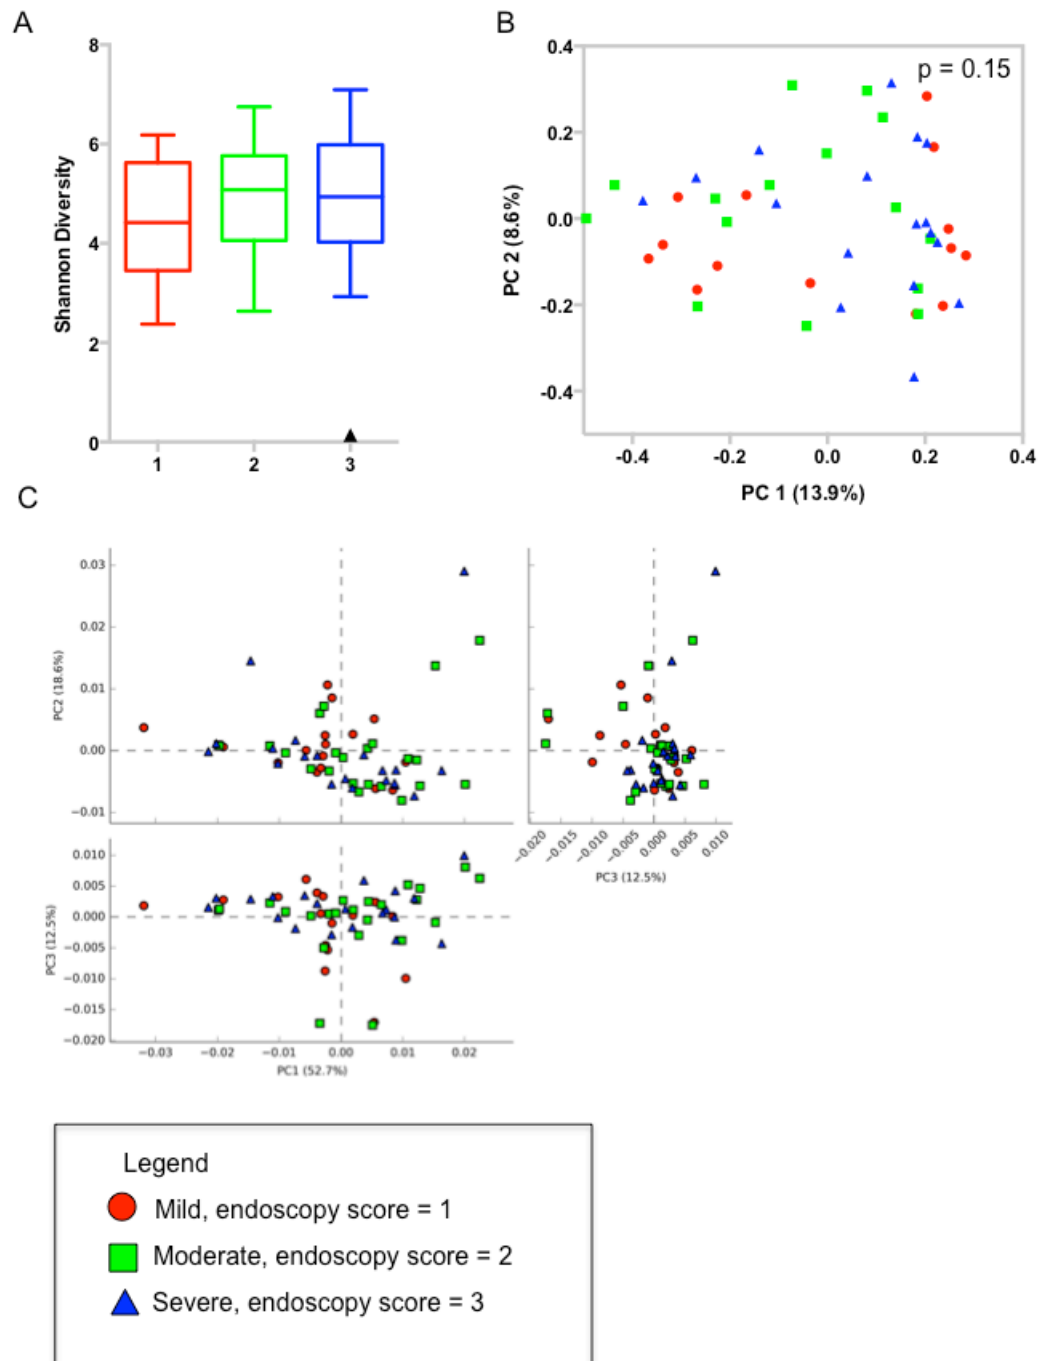 A
8
6
4
2
0
Shannon Diversity
1 2 3
B
0.4
0.2
0.0
-0.2
-0.4
PC 2 (8.6%)
p = 0.15
-0.4 -0.2 0.0 0.2 0.4
PC 1 (13.9%)
C
0.03
0.02
0.01
0.00
−0.01
PC2 (18.6%)
−0.020 −0.015 −0.010 −0.005 0.000 0.005 0.010
PC3 (12.5%)
0.010
0.005
0.000
−0.005
−0.010
−0.015
−0.020
PC3 (12.5%)
−0.03 −0.02 −0.01 0.00 0.01 0.02
PC1 (52.7%)
Legend
Mild, endoscopy score = 1
Moderate, endoscopy score = 2
Severe, endoscopy score = 3